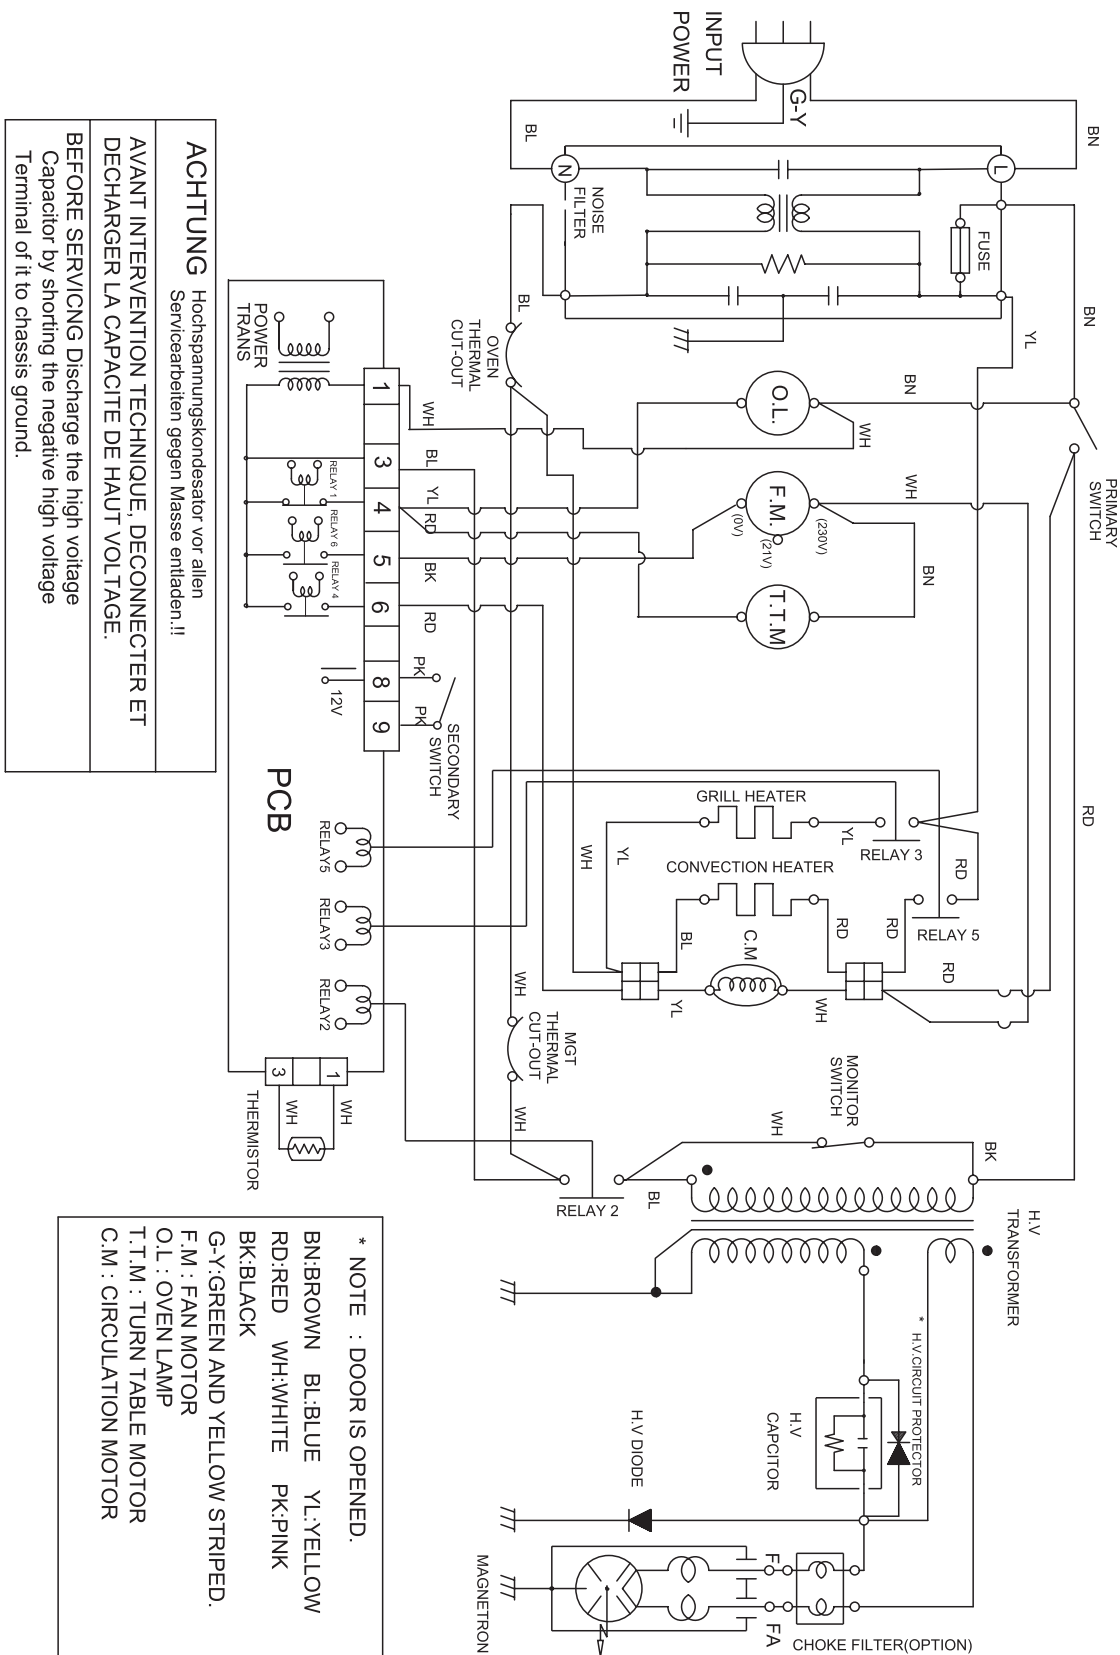 INPUT
POWER
G-Y
BN
BL
L
N
NOISE
FILTER
FUSE
BN
YL
BL
OVEN
THERMAL
CUT-OUT
PRIMARY
SWITCH
O.L.
BN
WH
F.M.
(0V)
(21V)
(230V)
WH
BN
T.T.M
RD
POWER
TRANS
1
3
4
5
6
8
9
WH
BL
YL
RD
BK
RD
PK
PK
RELAY 1
RELAY 6
RELAY 4
12V
SECONDARY
SWITCH
PCB
RELAY5
RELAY3
RELAY2
3
1
WH
WH
THERMISTOR
GRILL HEATER
YL
RELAY 3
CONVECTION HEATER
RD
RELAY 5
WH
YL
BL
C.M
RD
RD
RD
YL
WH
WH
MGT
THERMAL
CUT-OUT
WH
MONITOR
SWITCH
WH
BK
RELAY 2
BL
H.V
TRANSFORMER
* H.V.CIRCUIT PROTECTOR
H.V
CAPCITOR
H.V DIODE
MAGNETRON
F
FA
CHOKE FILTER(OPTION)
ACHTUNG Hochspannungskondesator vor allen
Servicearbeiten gegen Masse entladen.!!
AVANT INTERVENTION TECHNIQUE, DECONNECTER ET
DECHARGER LA CAPACITE DE HAUT VOLTAGE.
BEFORE SERVICNG Discharge the high voitage
Capacitor by shorting the negative high voltage
Terminal of it to chassis ground.
* NOTE : DOOR IS OPENED.
BN:BROWN BL:BLUE YL:YELLOW
RD:RED WH:WHITE PK:PINK
BK:BLACK
G-Y:GREEN AND YELLOW STRIPED.
F.M : FAN MOTOR
O.L : OVEN LAMP
T.T.M : TURN TABLE MOTOR
C.M : CIRCULATION MOTOR